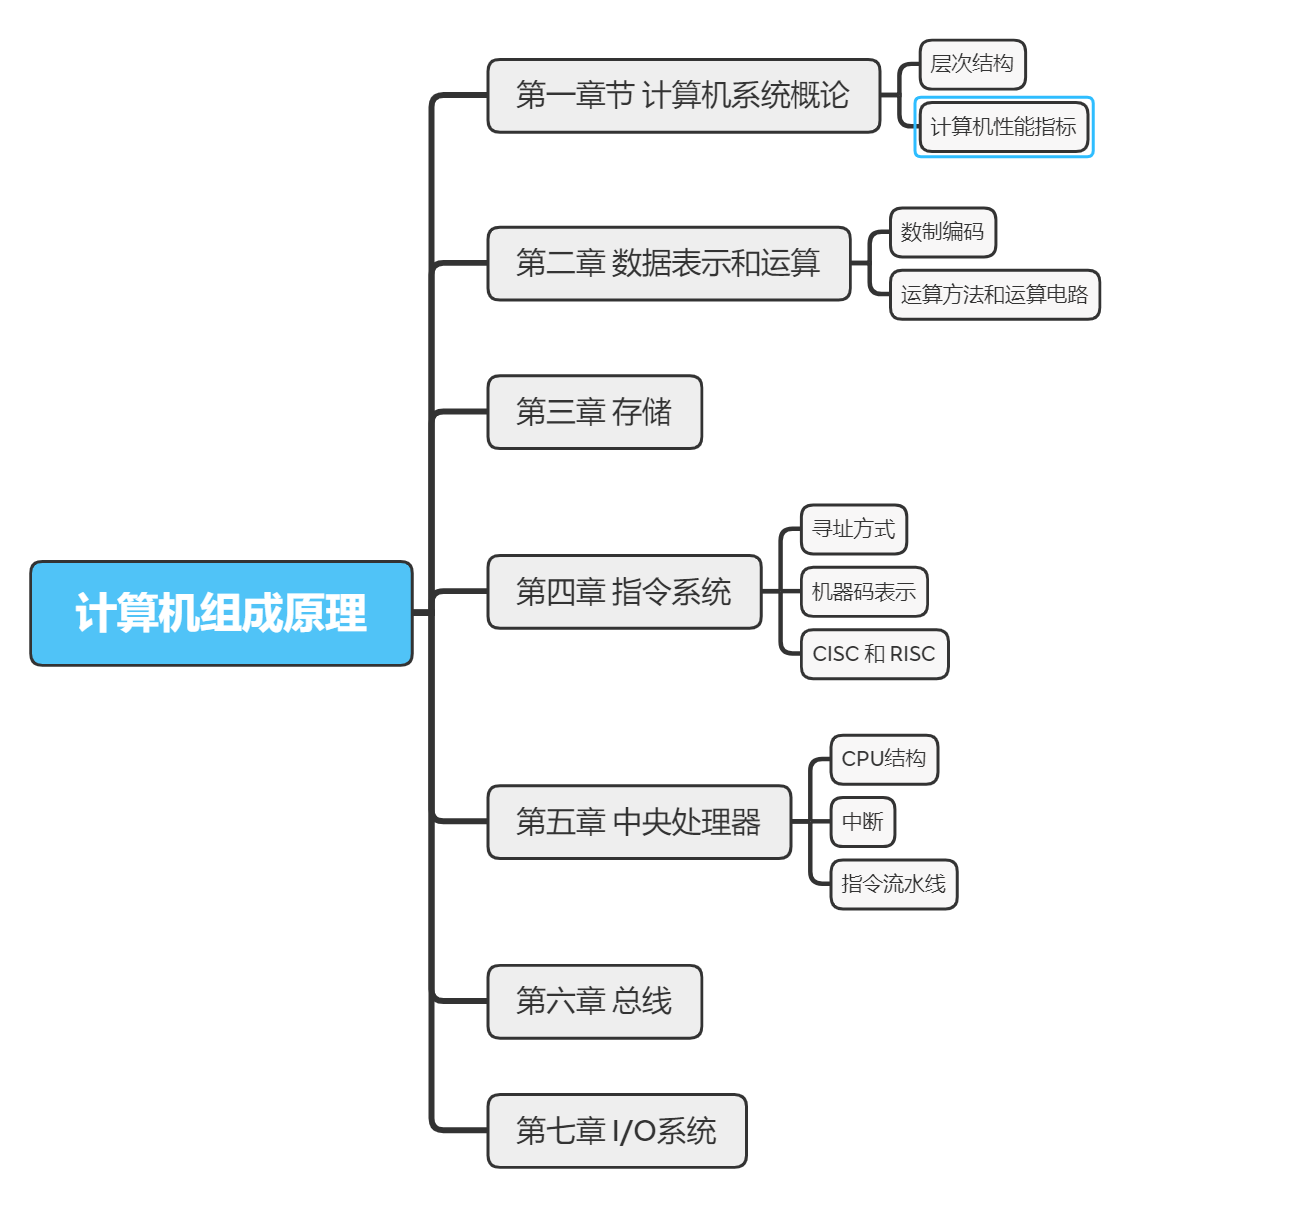 计算机组成原理
第一章节 计算机系统概论
层次结构
计算机性能指标
第二章 数据表示和运算
数制编码
运算方法和运算电路
第三章 存储
第四章 指令系统
寻址方式
机器码表示
CISC 和 RISC
第五章 中央处理器
CPU结构
中断
指令流水线
第六章 总线
第七章 I/O系统